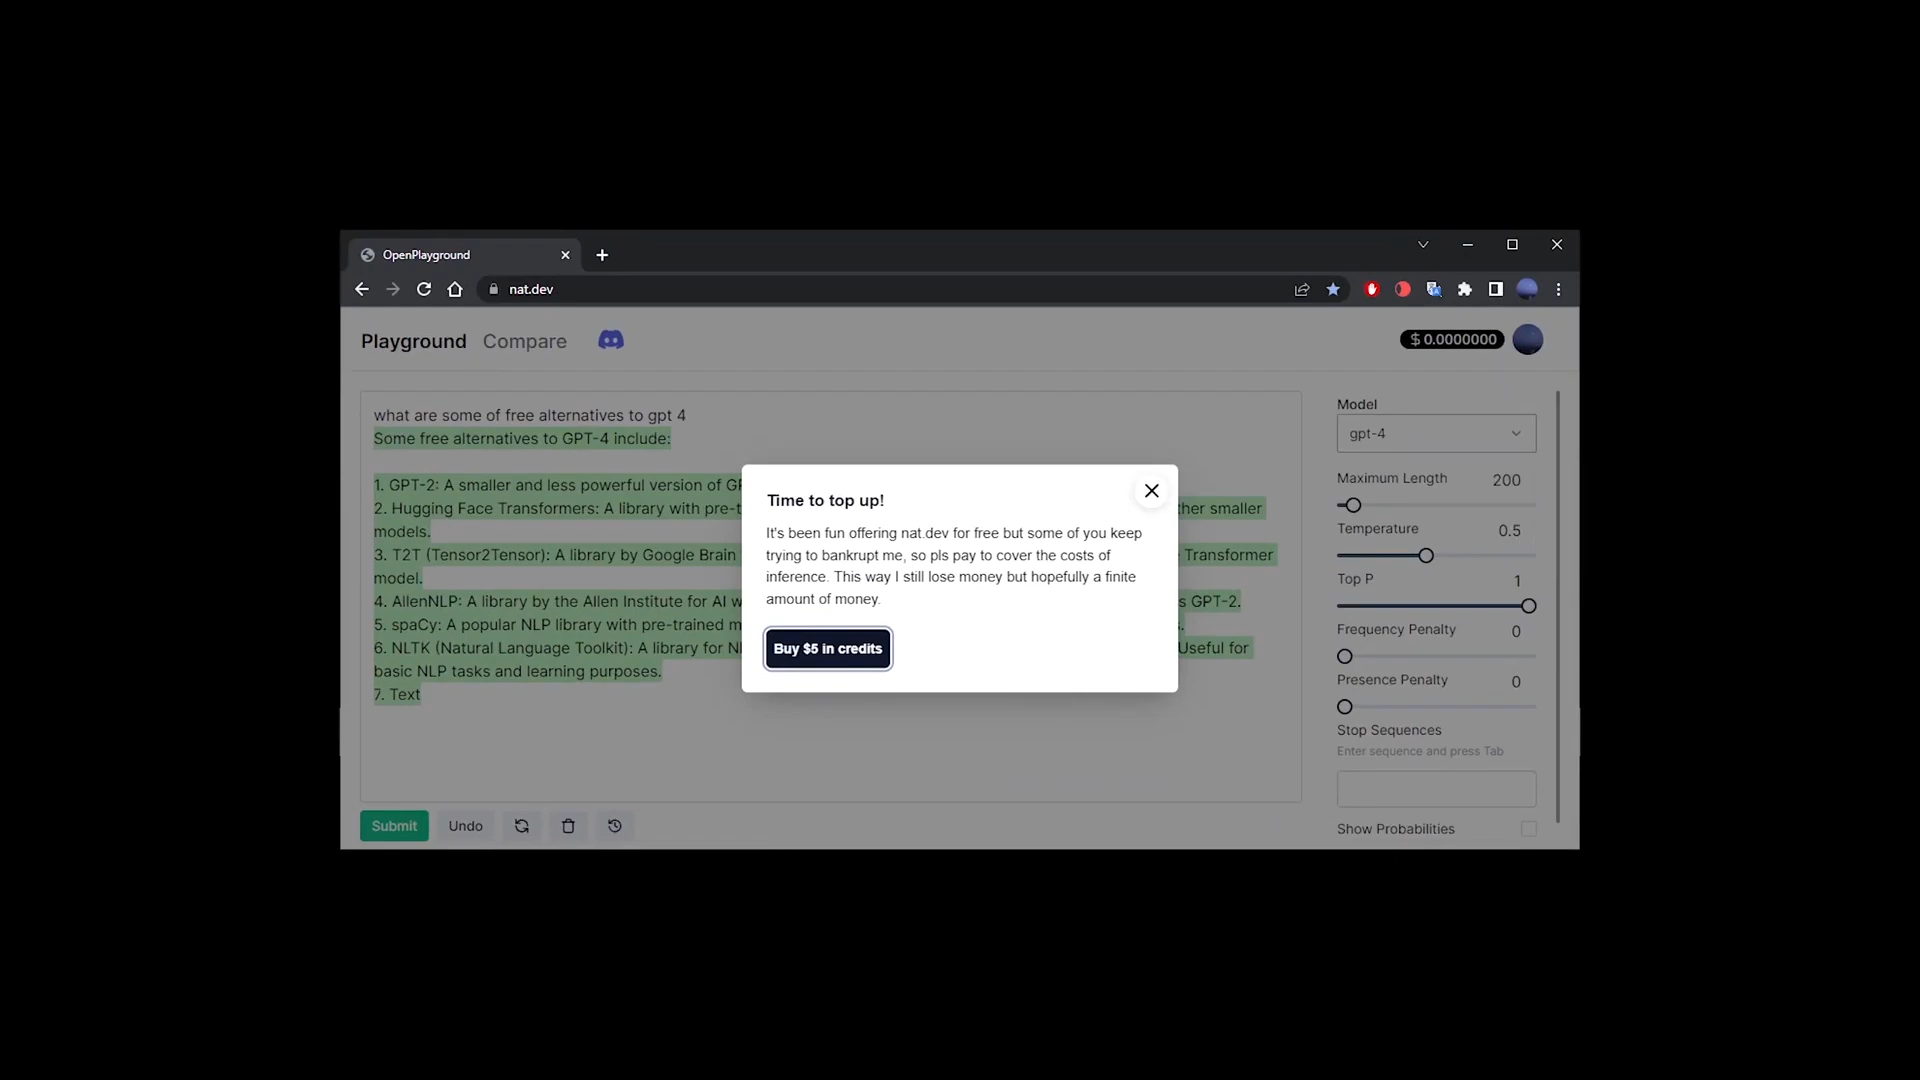 OpenPlayground
nat.dev
Playground Compare
$ 0.0000000
what are some of free alternatives to gpt 4
Some free alternatives to GPT-4 include:
1. GPT-2: A smaller and less powerful version of
2. Hugging Face Transformers: A library with
ther smaller
models.
3. T2T (Tensor2Tensor): A library by Google Brain
Transformer
model.
4. AllenNLP: A library by the Allen Institute for AI
s GPT-2.
5. spaCy: A popular NLP library with pre-trained
6. NLTK (Natural Language Toolkit): A library for
Useful for
basic NLP tasks and learning purposes.
7. Text
Time to top up!
It's been fun offering nat.dev for free but some of you keep
trying to bankrupt me, so pls pay to cover the costs of
inference. This way I still lose money but hopefully a finite
amount of money.
Buy $5 in credits
Model
gpt-4
Maximum Length 200
Temperature 0.5
Top P 1
Frequency Penalty 0
Presence Penalty 0
Stop Sequences
Enter sequence and press Tab
Show Probabilities
Submit Undo